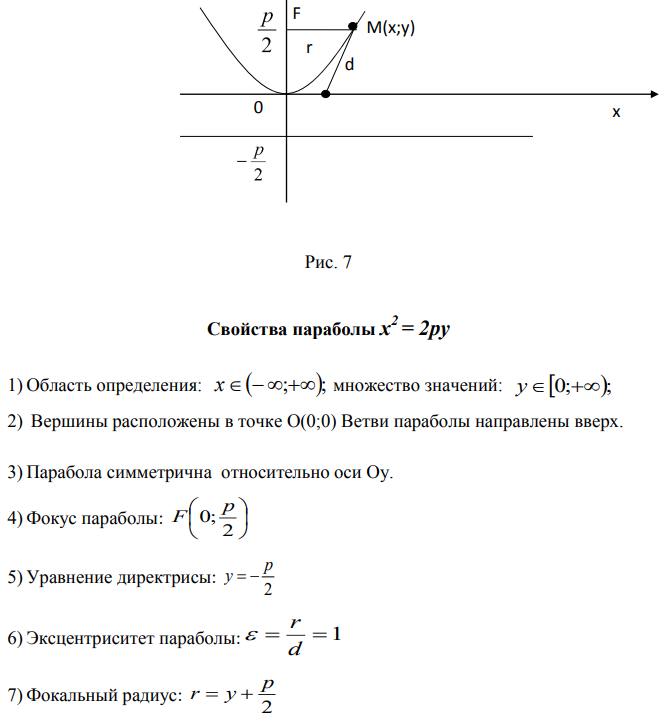 p/2 F M(x;y)
r
d
0 x
−p/2
Рис. 7
Свойства параболы x² = 2py
1) Область определения: x ∈ (− ∞;+∞); множество значений: y ∈ [0;+∞);
2) Вершины расположены в точке О(0;0) Ветви параболы направлены вверх.
3) Парабола симметрична относительно оси Оу.
4) Фокус параболы: F(0; p/2)
5) Уравнение директрисы: y = −p/2
6) Эксцентриситет параболы: ε = r/d = 1
7) Фокальный радиус: r = y + p/2